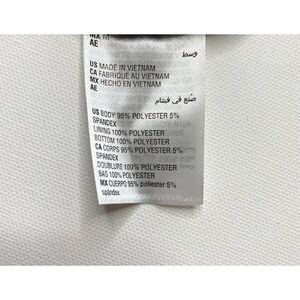 MX M
AE وسط
US MADE IN VIETNAM
CA FABRIQUÉ AU VIETNAM
MX HECHO EN VIETNAM
AE
صنع في فيتنام
US BODY 95% POLYESTER 5%
SPANDEX
LINING 100% POLYESTER
BOTTOM 100% POLYESTER
CA CORPS 95% POLYESTER 5%
SPANDEX
DOUBLURE 100% POLYESTER
BAS 100% POLYESTER
MX CUERPO 95% poliester 5%
spandex